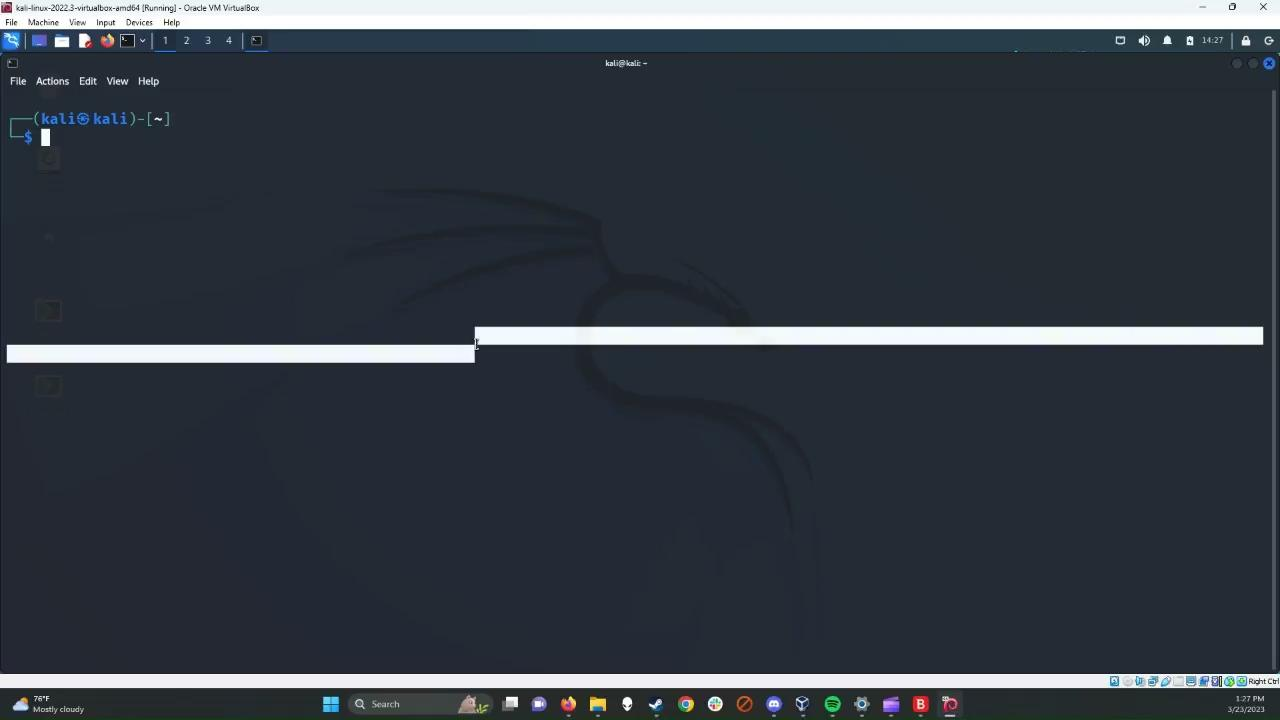 kali-linux-2022.3-virtualbox-amd64 [Running] - Oracle VM VirtualBox
File Machine View Input Devices Help
1 2 3 4 14:27
kali@kali: ~
File Actions Edit View Help
(kali㉿kali)-[~]
$
Right Ctrl
76°F
Mostly cloudy
Search
1:27 PM
3/23/2023